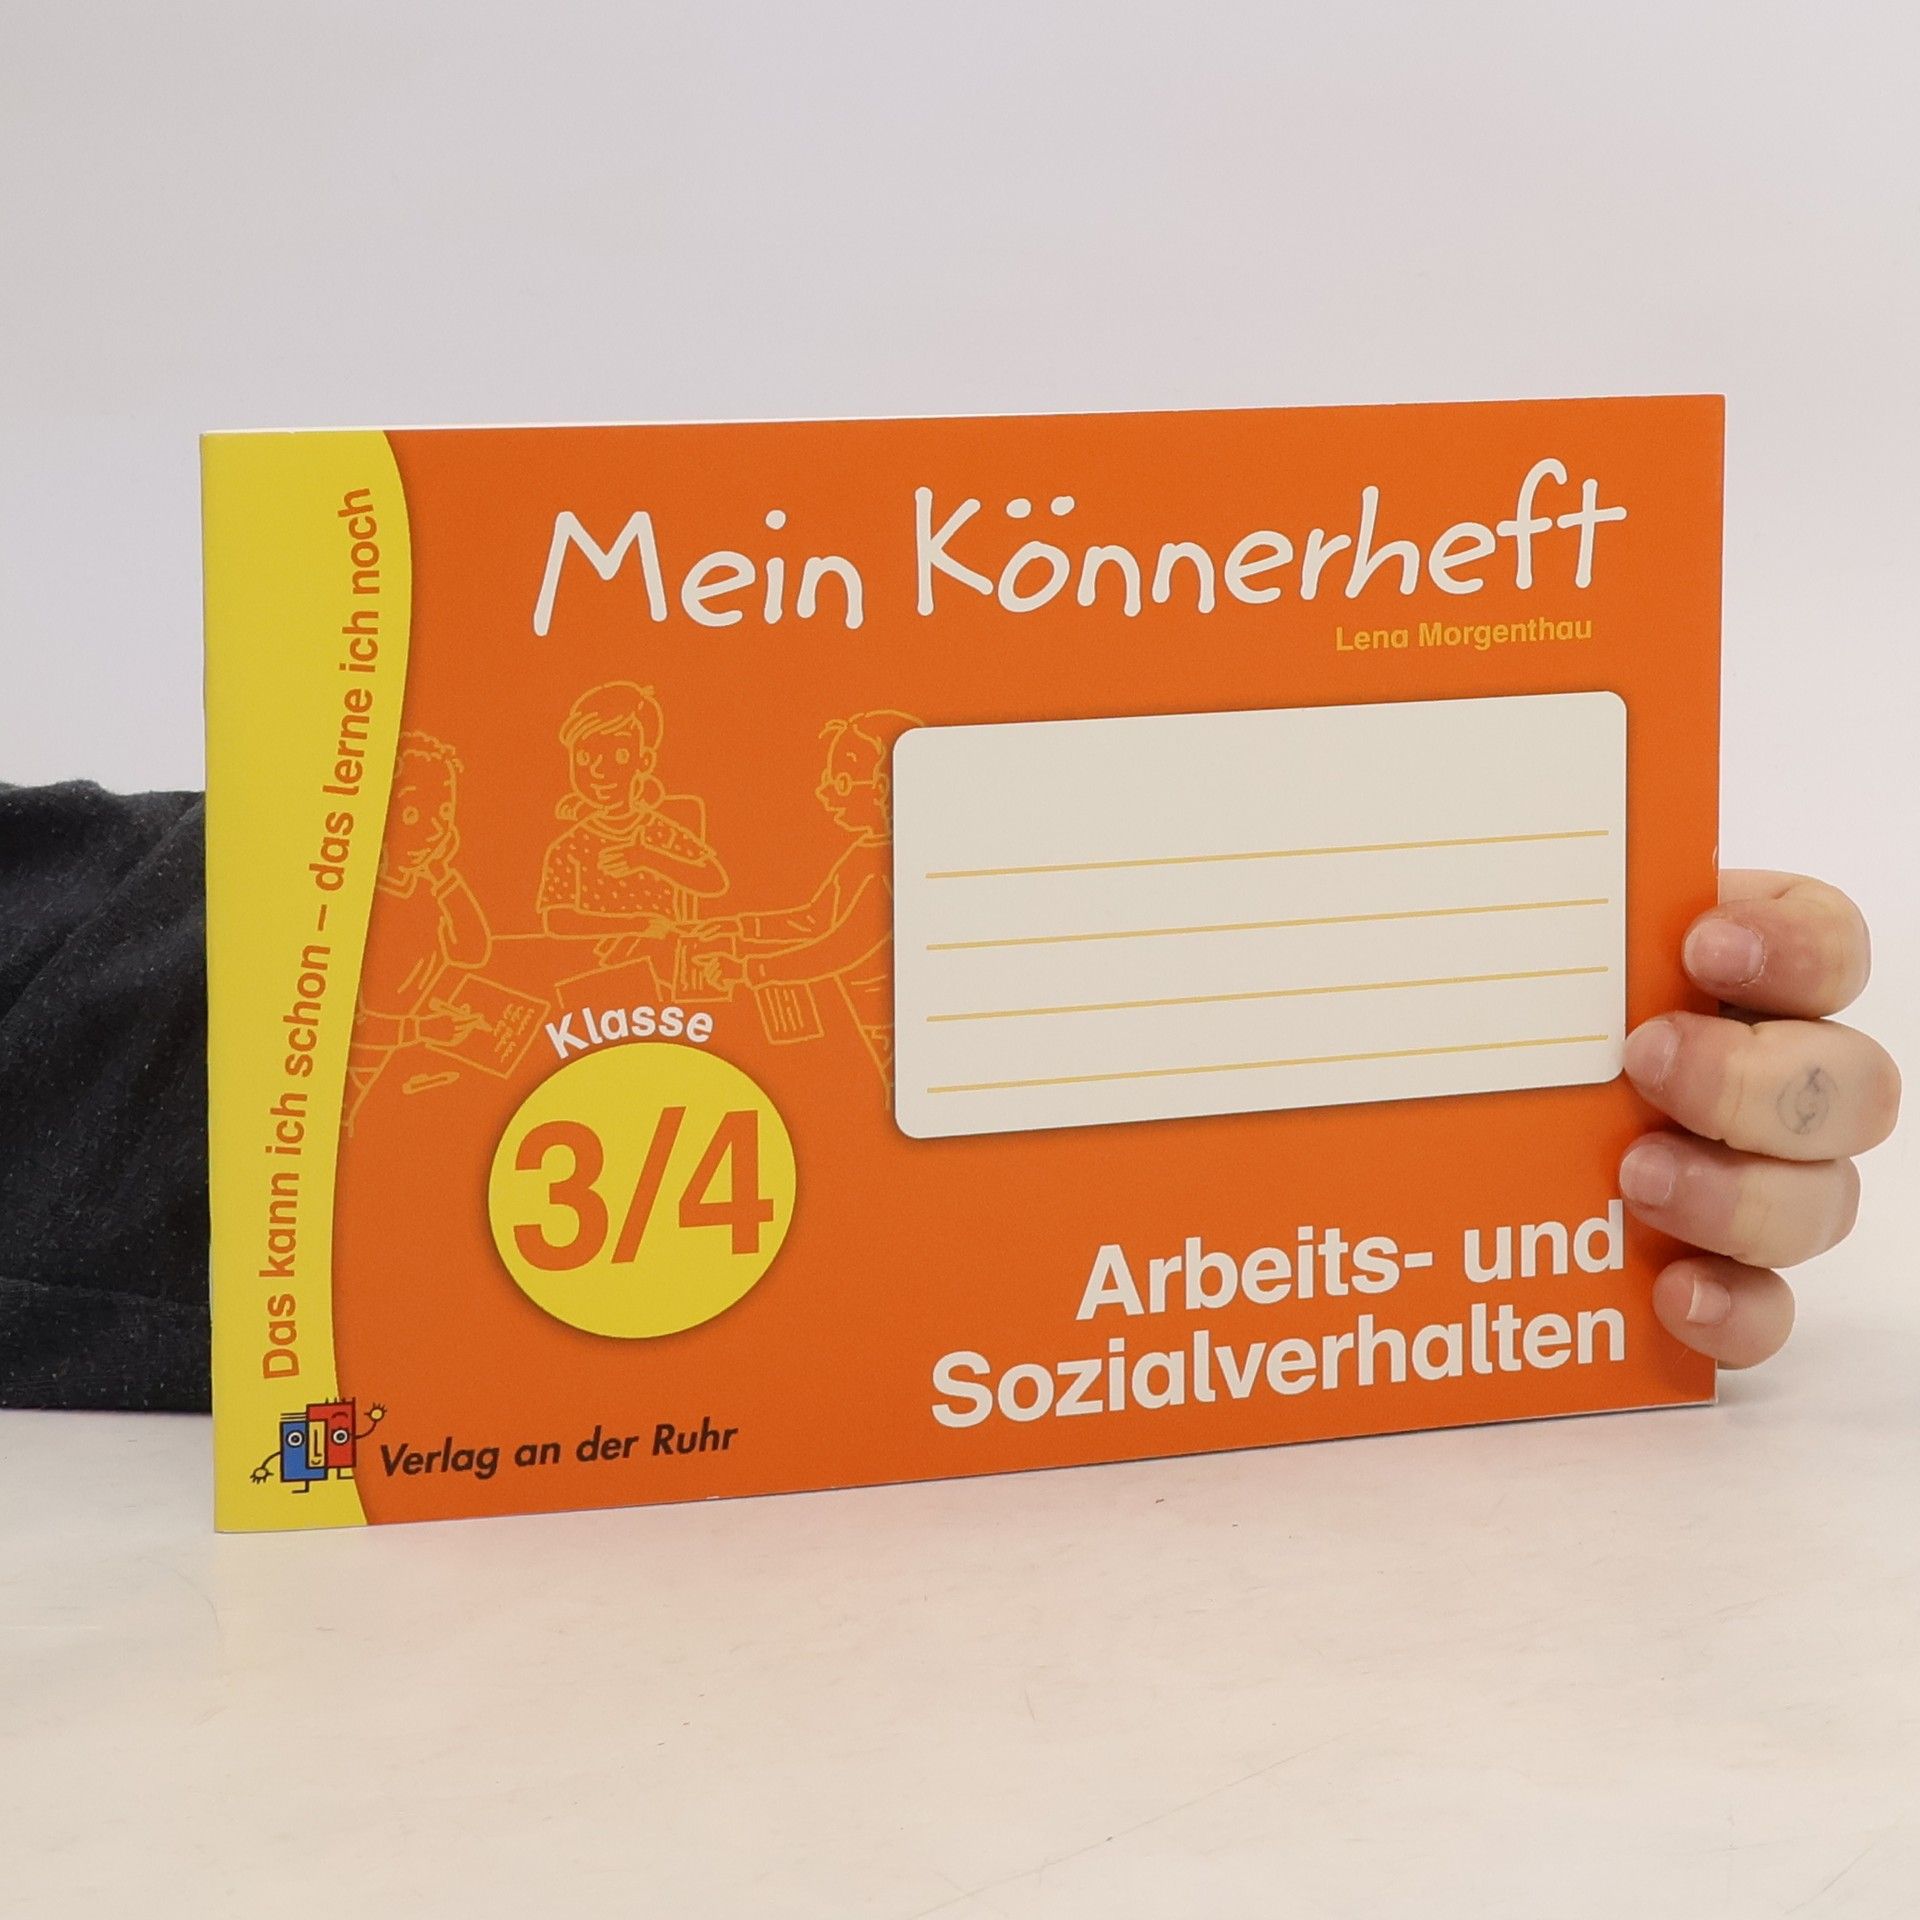 Mein Könnerheft
Lena Morgenthau
Das kann ich schon – das lerne ich noch
Klasse
3/4
Arbeits- und
Sozialverhalten
Verlag an der Ruhr